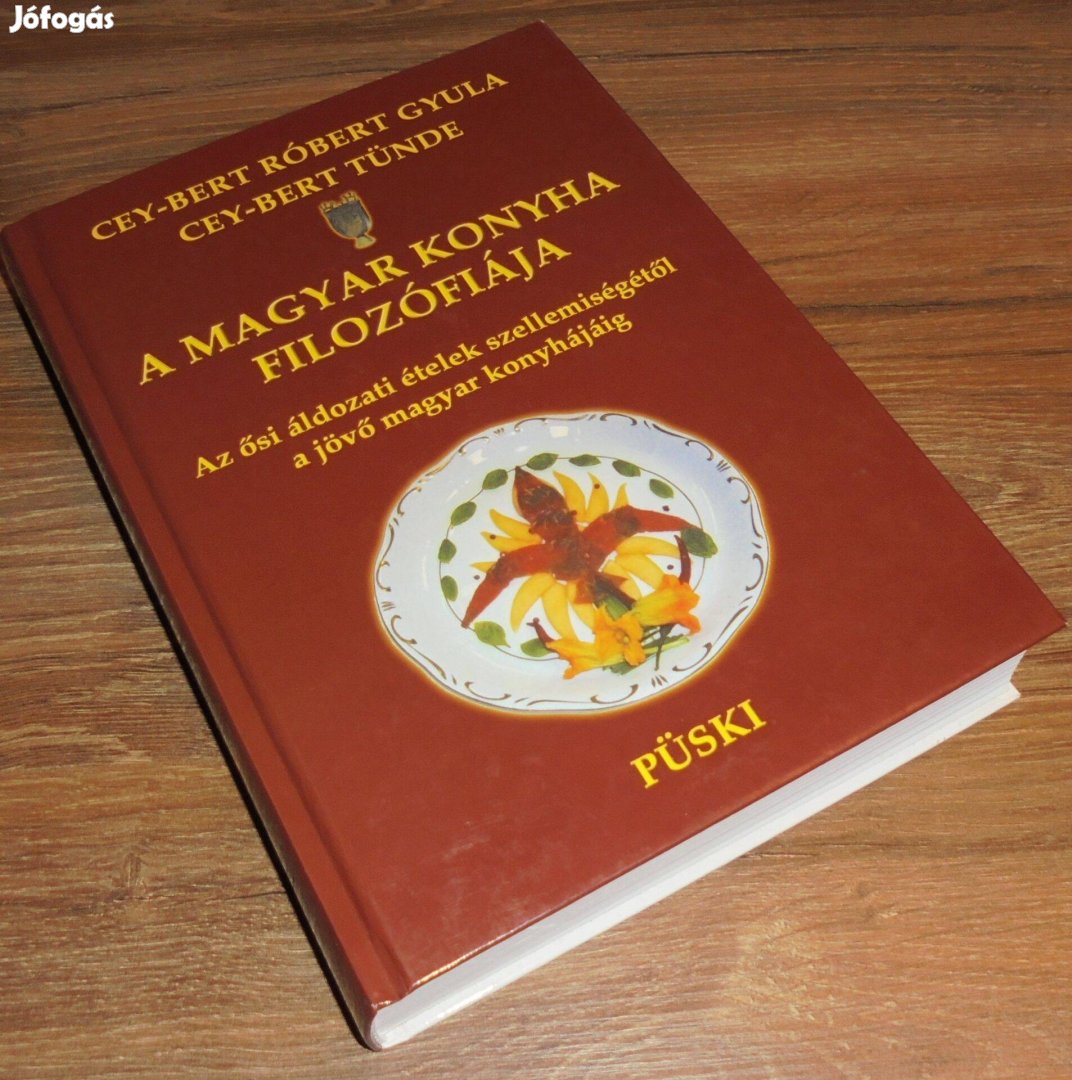 Jófogás
CEY-BERT RÓBERT GYULA
CEY-BERT TÜNDE
A MAGYAR KONYHA
FILOZÓFIÁJA
Az ősi áldozati ételek szellemiségétől
a jövő magyar konyhájáig
PÜSKI